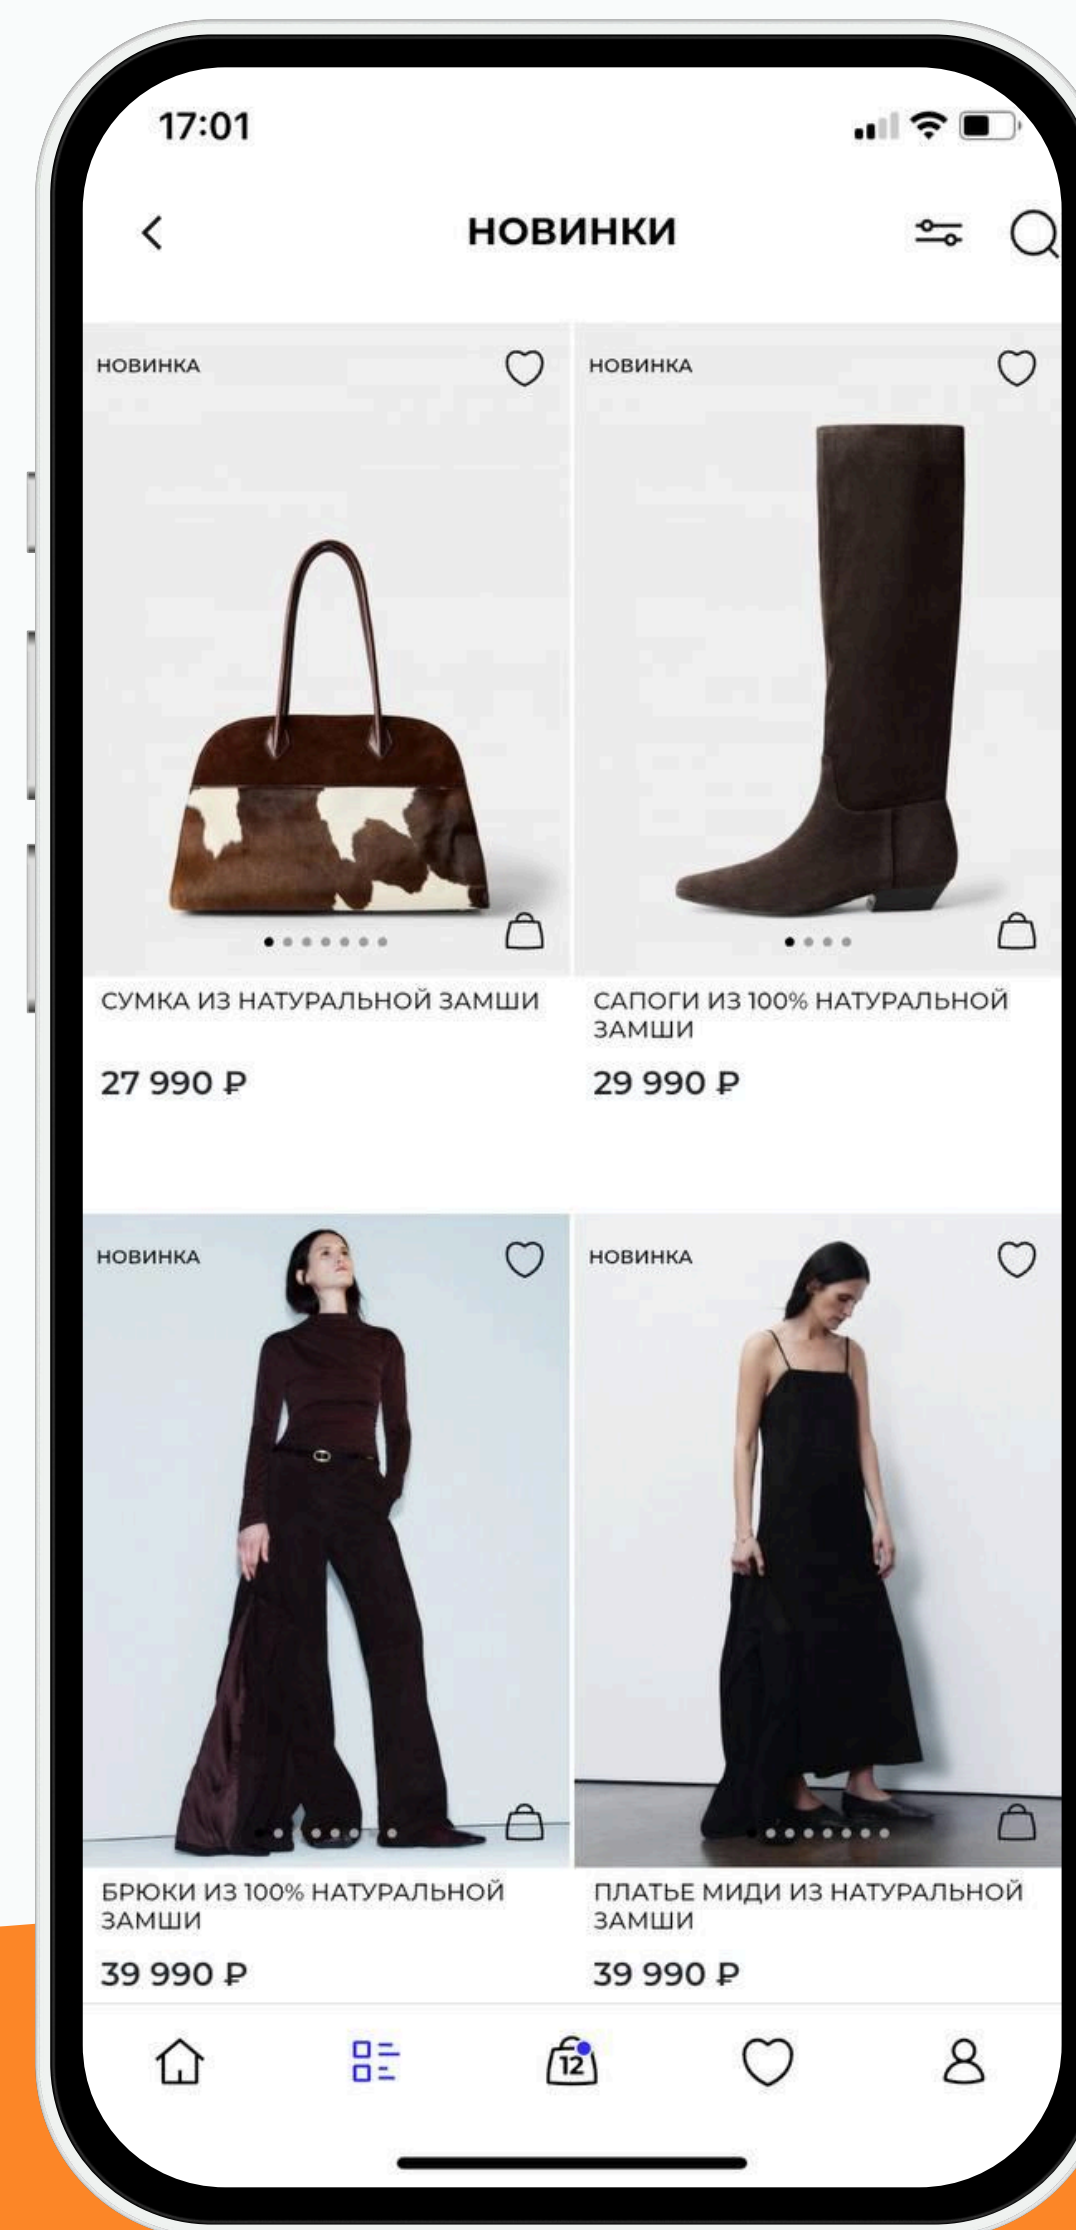 17:01
НОВИНКИ
НОВИНКА
НОВИНКА
СУМКА ИЗ НАТУРАЛЬНОЙ ЗАМШИ
27 990 ₽
САПОГИ ИЗ 100% НАТУРАЛЬНОЙ
ЗАМШИ
29 990 ₽
НОВИНКА
НОВИНКА
БРЮКИ ИЗ 100% НАТУРАЛЬНОЙ
ЗАМШИ
39 990 ₽
ПЛАТЬЕ МИДИ ИЗ НАТУРАЛЬНОЙ
ЗАМШИ
39 990 ₽
12